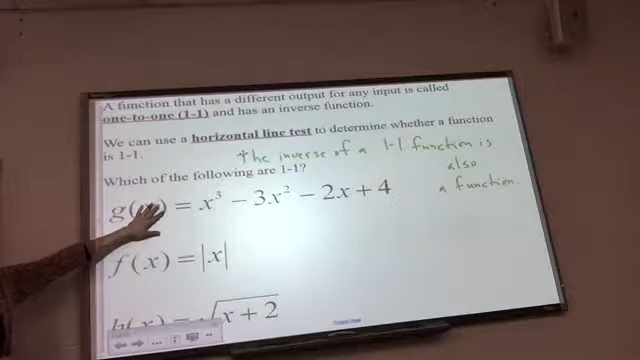 A function that has a different output for any input is called
one-to-one (1-1) and has an inverse function.
We can use a horizontal line test to determine whether a function
is 1-1.
*the inverse of a 1-1 function is
also
a function.
Which of the following are 1-1?
g( ) = x³ − 3x² − 2x + 4
f(x) = |x|
h(x) = √x + 2